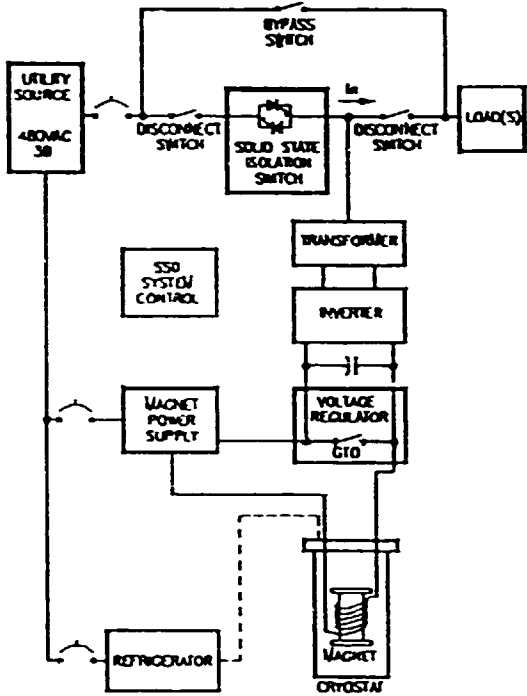 BYPASS
SWITCH
UTILITY
SOURCE
480VAC
3Ø
DISCONNECT
SWITCH
SOLID STATE
ISOLATION
SWITCH
DISCONNECT
SWITCH
LOAD(S)
TRANSFORMER
SSD
SYSTEM
CONTROL
INVERTER
MAGNET
POWER
SUPPLY
VOLTAGE
REGULATOR
GTO
REFRIGERATOR
MAGNET
CRYOSTAT